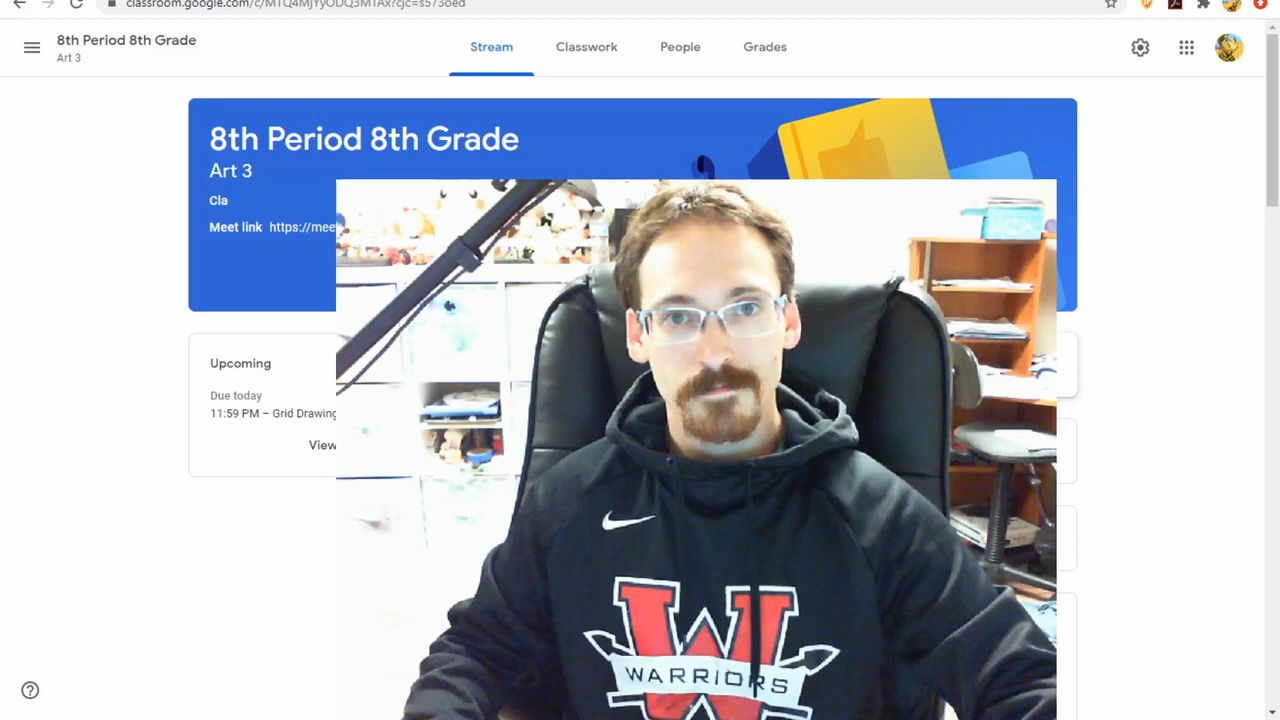 classroom.google.com/c/MTQ4MjYyODQ3MTAx?cjc=s573oed
8th Period 8th Grade
Art 3
Stream
Classwork
People
Grades
8th Period 8th Grade
Art 3
Cla
Meet link https://mee
Upcoming
Due today
11:59 PM – Grid Drawing
View
W
WARRIORS